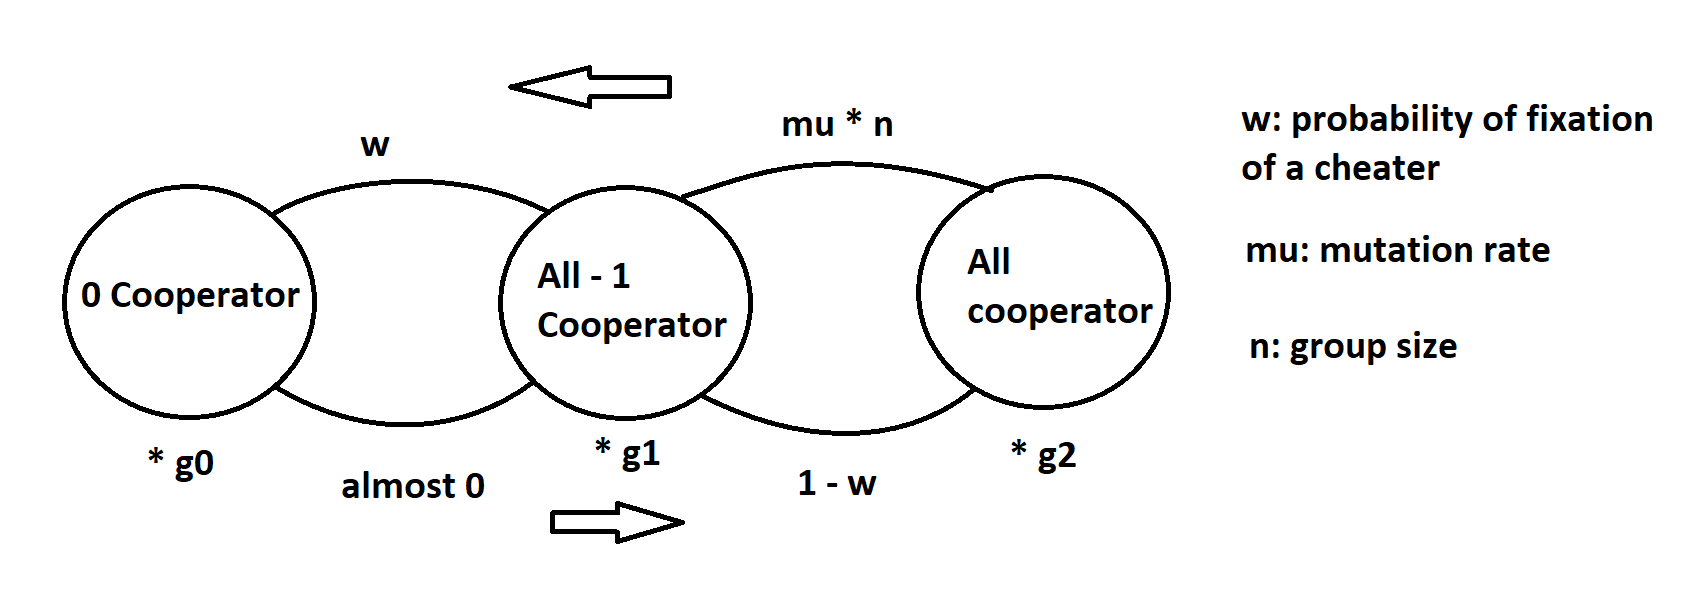 w
mu * n
0 Cooperator
All - 1
Cooperator
All
cooperator
* g0
* g1
* g2
almost 0
1 - w
w: probability of fixation
of a cheater
mu: mutation rate
n: group size